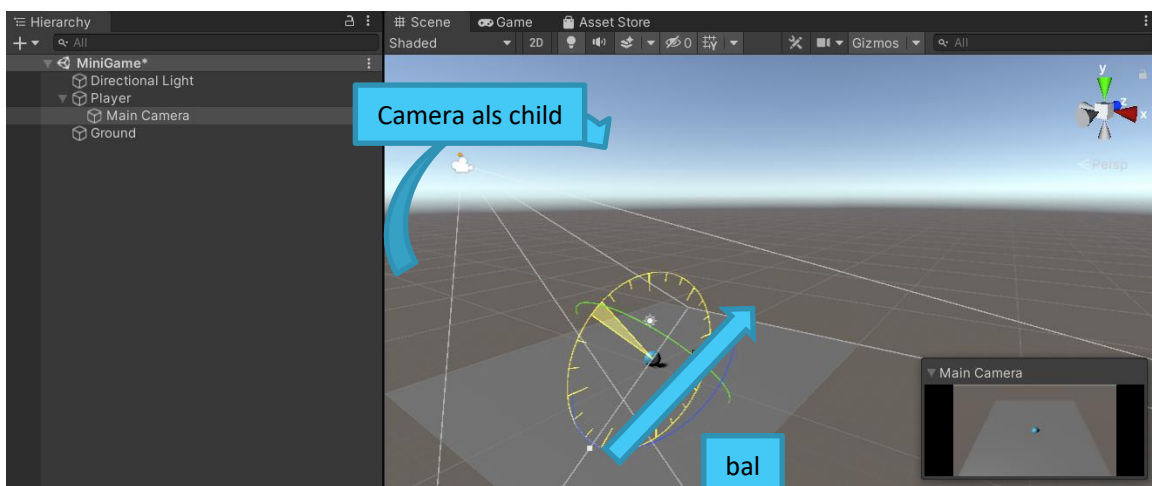 Hierarchy
All
MiniGame*
Directional Light
Player
Main Camera
Ground
Scene Game Asset Store
Shaded 2D 0 Gizmos All
Camera als child
y
z
x
Persp
Main Camera
bal